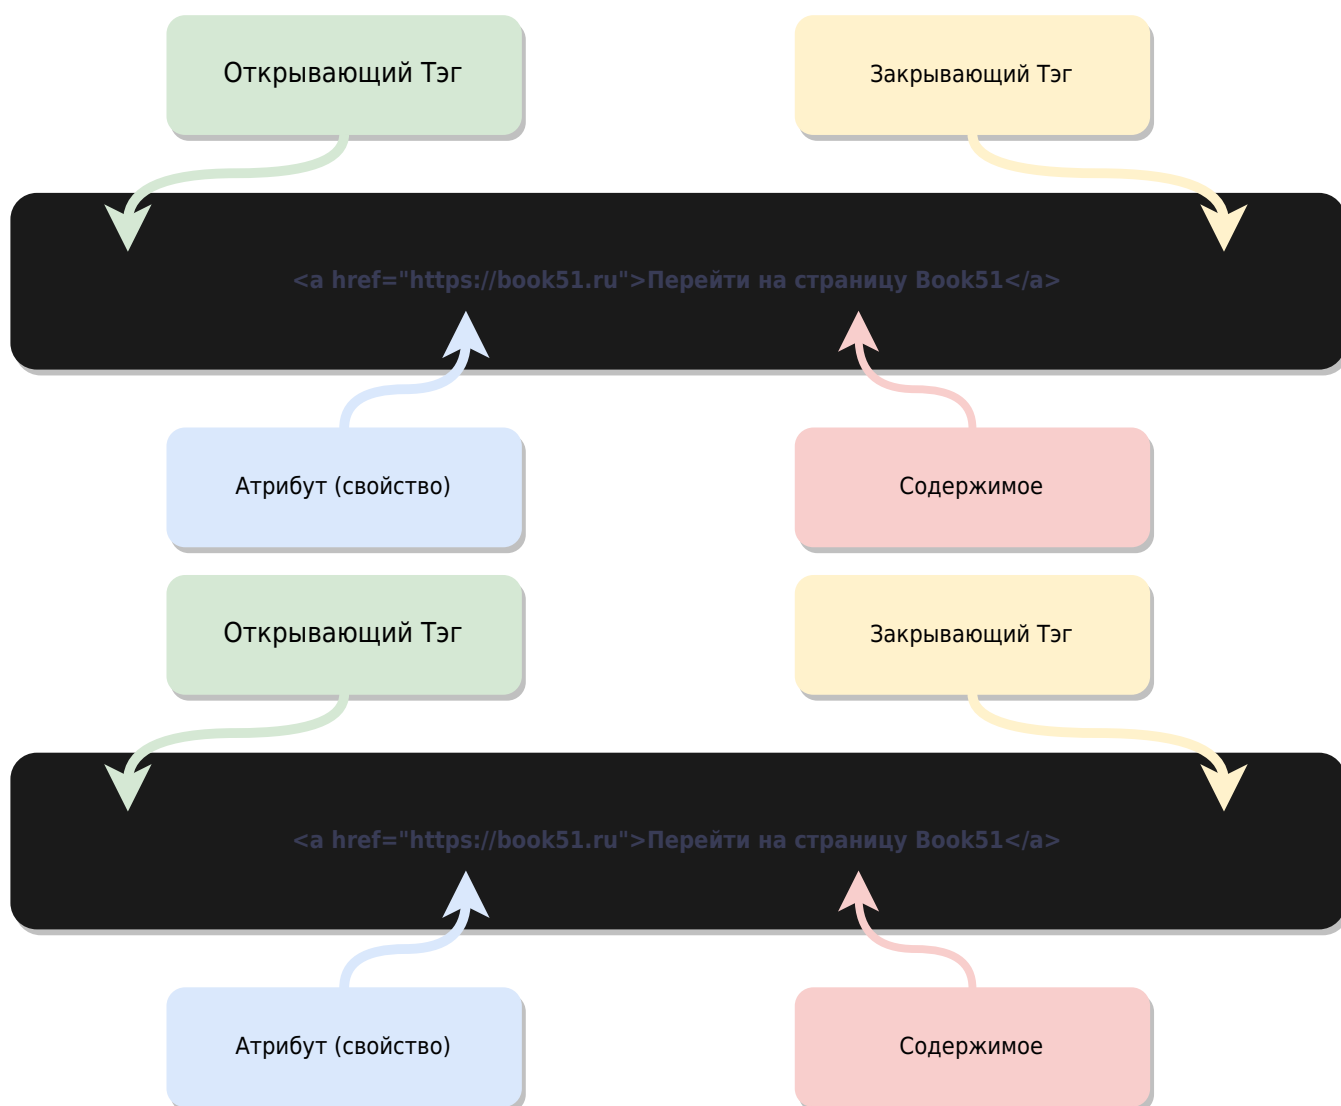 Открывающий Тэг
Закрывающий Тэг
<a href="https://book51.ru">Перейти на страницу Book51</a>
Атрибут (свойство)
Содержимое
Открывающий Тэг
Закрывающий Тэг
<a href="https://book51.ru">Перейти на страницу Book51</a>
Атрибут (свойство)
Содержимое